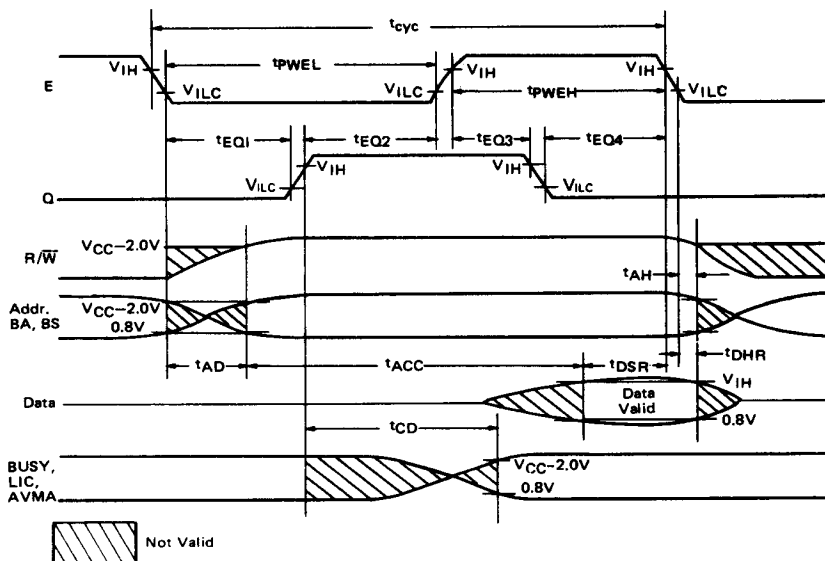 tcyc
E
VIH
tPWEL
VIH
VIH
VILC
VILC
tPWEH
VILC
tEQ1
tEQ2
tEQ3
tEQ4
Q
VILC
VIH
VIH
VILC
R/W̅
VCC−2.0V
tAH
Addr.
BA, BS
VCC−2.0V
0.8V
tAD
tACC
tDSR
tDHR
Data
Data
Valid
VIH
0.8V
tCD
BUSY,
LIC,
AVMA
VCC−2.0V
0.8V
Not Valid